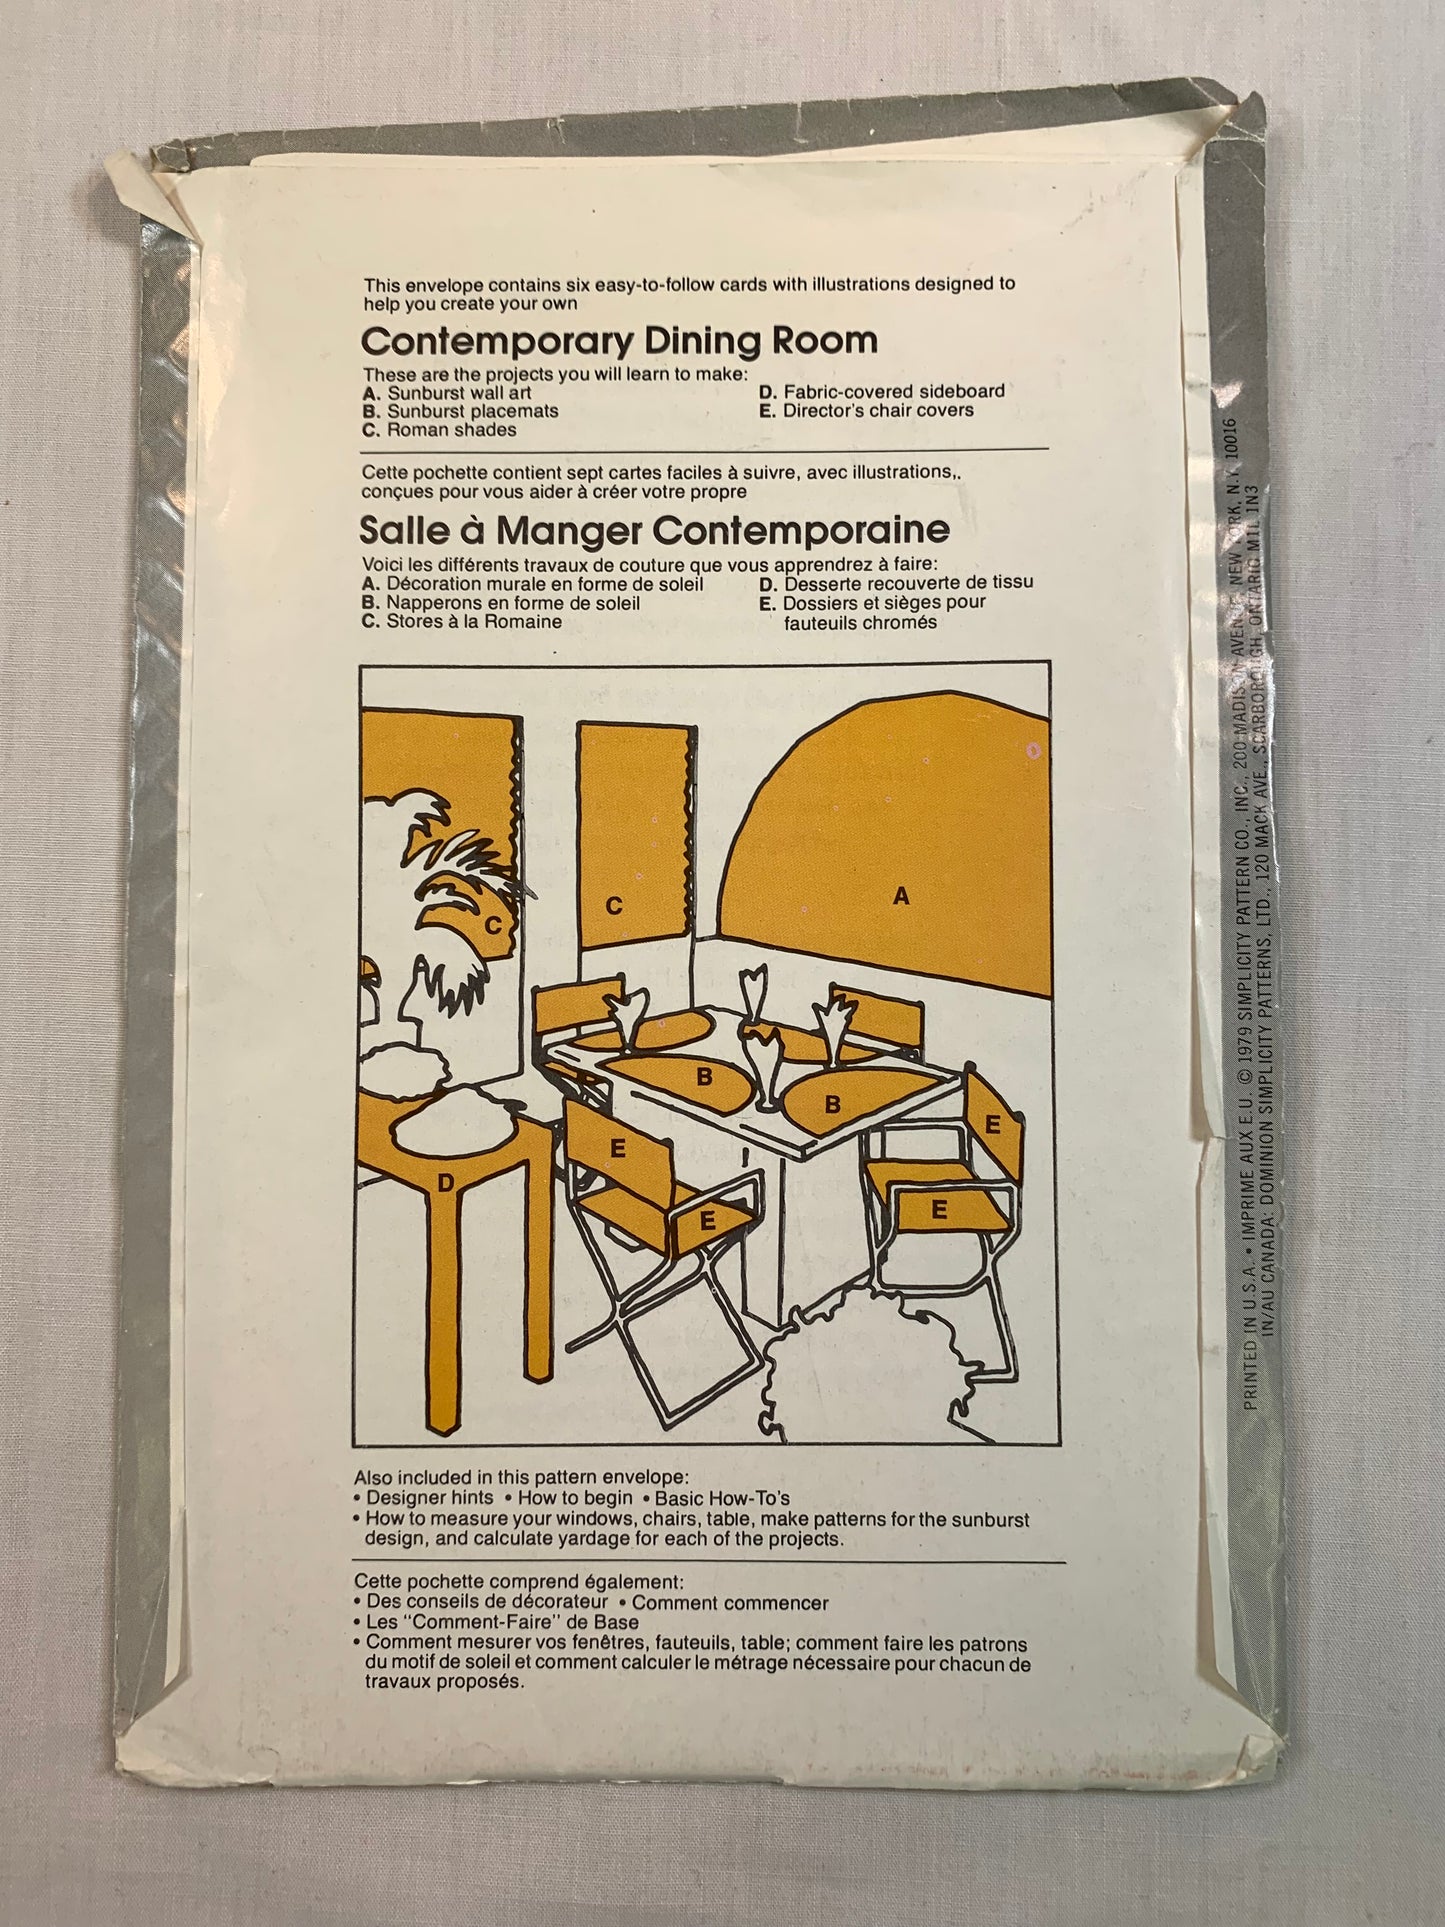 This envelope contains six easy-to-follow cards with illustrations designed to
help you create your own
Contemporary Dining Room
These are the projects you will learn to make:
A. Sunburst wall art
B. Sunburst placemats
C. Roman shades
D. Fabric-covered sideboard
E. Director's chair covers
Cette pochette contient sept cartes faciles à suivre, avec illustrations,.
conçues pour vous aider à créer votre propre
Salle à Manger Contemporaine
Voici les différents travaux de couture que vous apprendrez à faire:
A. Décoration murale en forme de soleil
B. Napperons en forme de soleil
C. Stores à la Romaine
D. Desserte recouverte de tissu
E. Dossiers et sièges pour
fauteuils chromés
A
C
C
B
B
E
E
D
E
E
Also included in this pattern envelope:
• Designer hints • How to begin • Basic How-To's
• How to measure your windows, chairs, table, make patterns for the sunburst
design, and calculate yardage for each of the projects.
Cette pochette comprend également:
• Des conseils de décorateur • Comment commencer
• Les "Comment-Faire" de Base
• Comment mesurer vos fenêtres, fauteuils, table; comment faire les patrons
du motif de soleil et comment calculer le métrage nécessaire pour chacun de
travaux proposés.
PRINTED IN U.S.A. • IMPRIME AUX E.U. © 1979 SIMPLICITY PATTERN CO., INC., 200 MADISON AVENUE, NEW YORK, N.Y. 10016
IN/AU CANADA: DOMINION SIMPLICITY PATTERNS, LTD., 120 MACK AVE., SCARBOROUGH, ONTARIO M1L 1N3